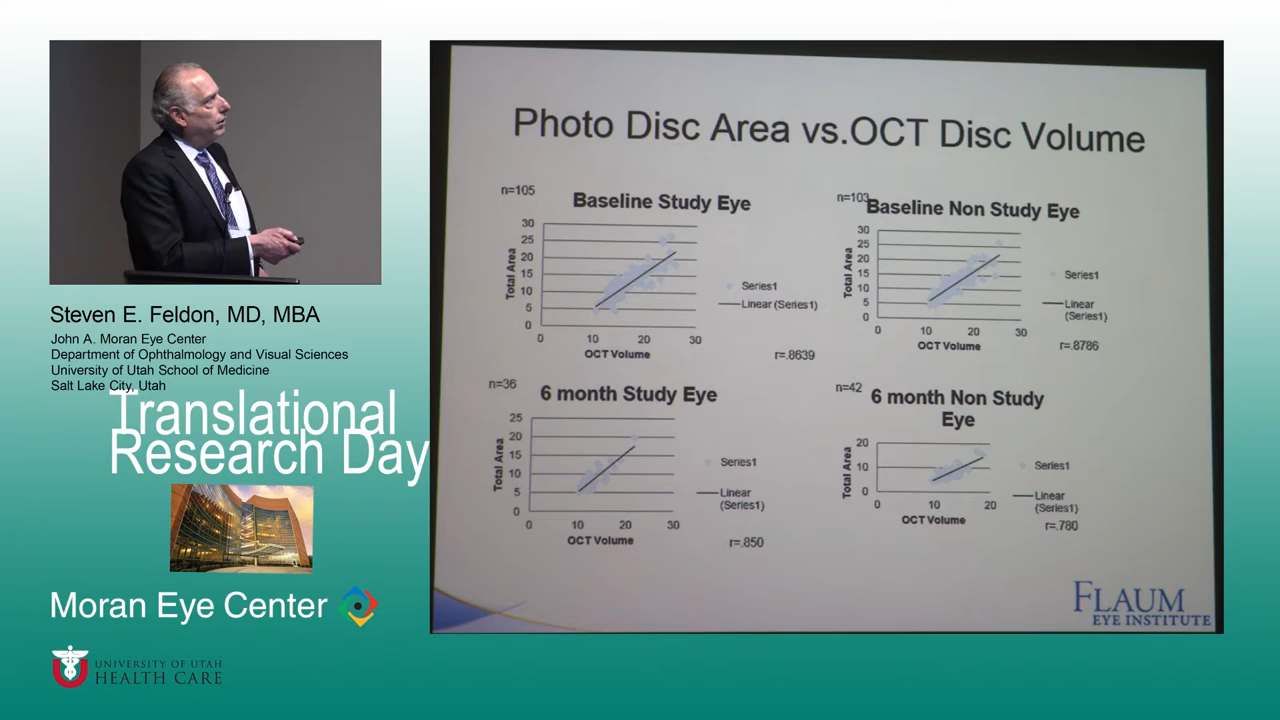 Photo Disc Area vs.OCT Disc Volume
n=105
Baseline Study Eye
30
25
20
15
10
5
0
Total Area
0 10 20 30
OCT Volume
Series1
Linear (Series1)
r=.8639
n=103
Baseline Non Study Eye
30
25
20
15
10
5
0
Total Area
0 10 20 30
OCT Volume
Series1
Linear
(Series1)
r=.8786
n=36
6 month Study Eye
25
20
15
10
5
0
Total Area
0 10 20 30
OCT Volume
Series1
Linear
(Series1)
r=.850
n=42
6 month Non Study
Eye
20
10
0
Total Area
0 10 20
OCT Volume
Series1
Linear
(Series1)
r=.780
FLAUM
EYE INSTITUTE
Steven E. Feldon, MD, MBA
John A. Moran Eye Center
Department of Ophthalmology and Visual Sciences
University of Utah School of Medicine
Salt Lake City, Utah
Translational
Research Day
Moran Eye Center
UNIVERSITY OF UTAH
HEALTH CARE